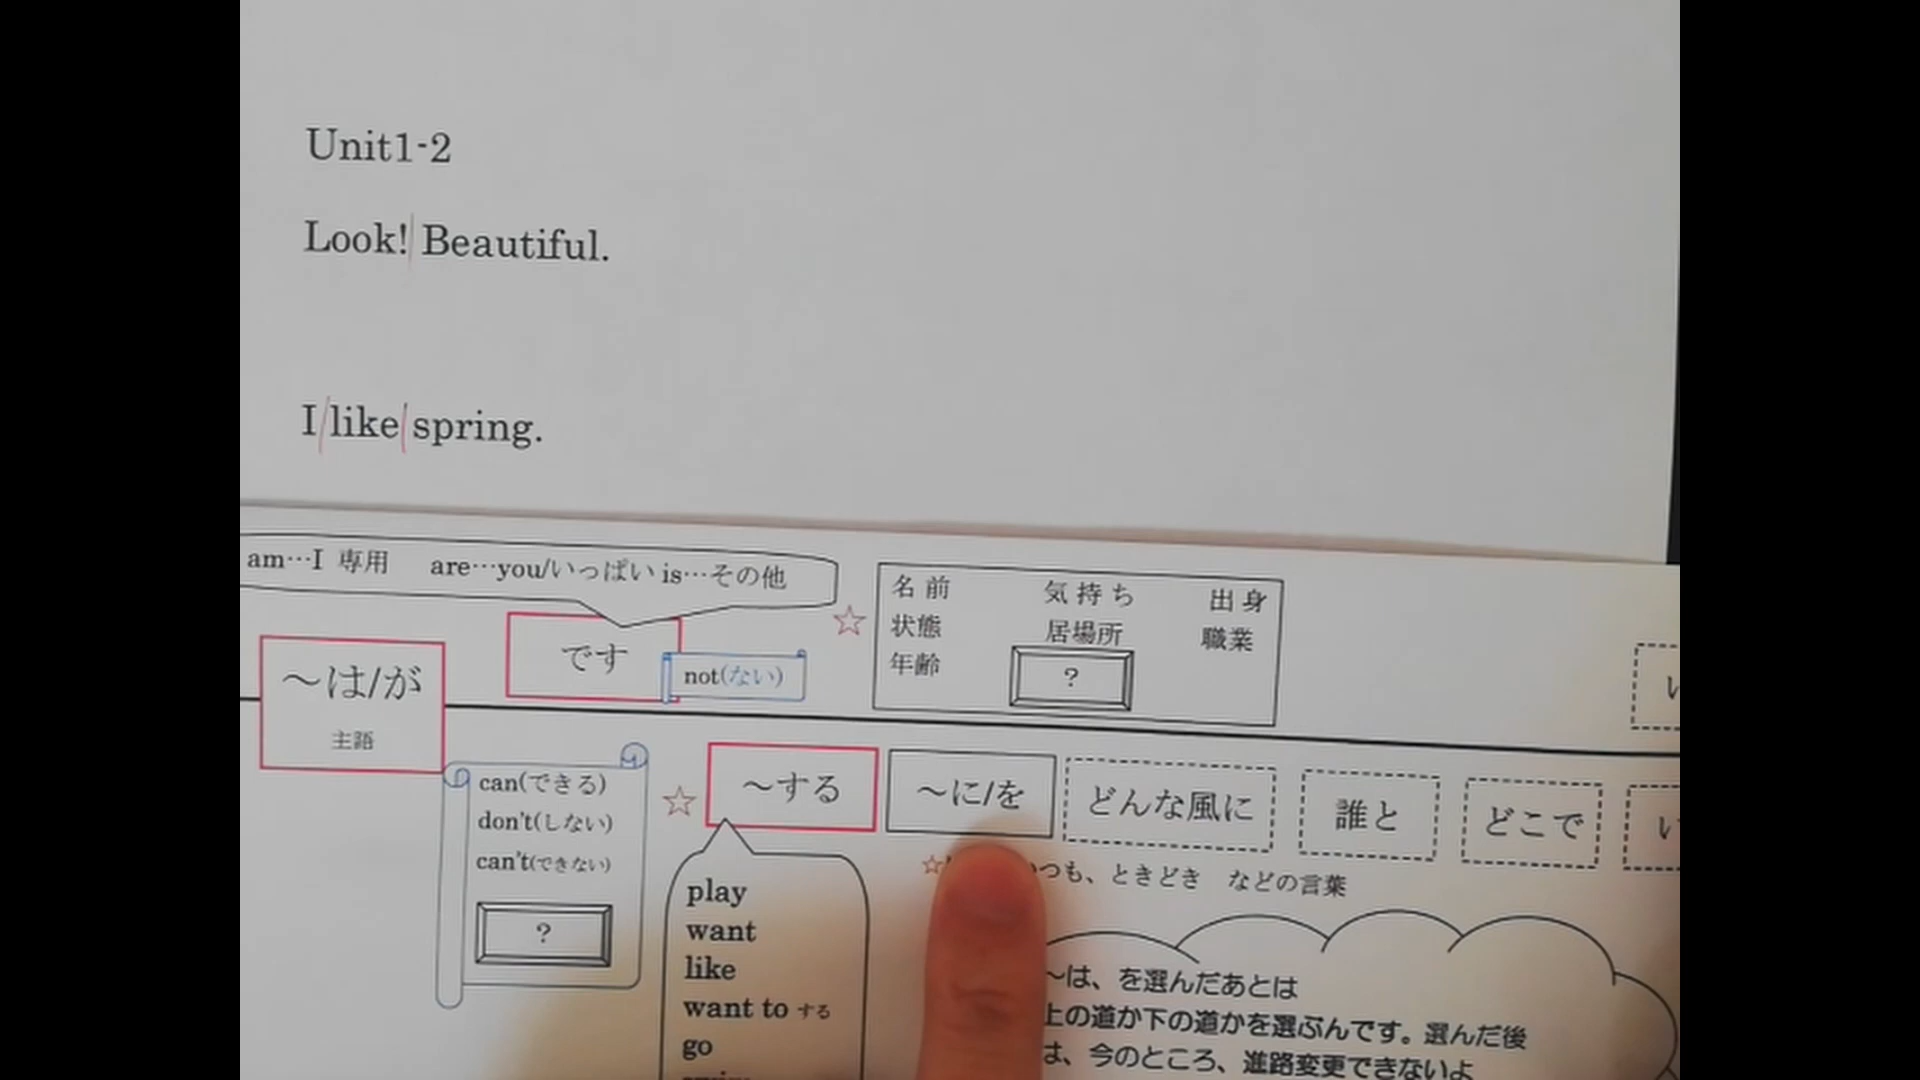 Unit1-2
Look! Beautiful.
I like spring.
am…I 専用 are…you/いっぱい is…その他
名前 気持ち 出身
状態 居場所 職業
年齢 ?
です
not(ない)
～は/が
主語
can(できる)
don't(しない)
can't(できない)
?
☆ ～する ～に/を どんな風に 誰と どこで
つも、ときどき などの言葉
play
want
like
want to する
go
～は、を選んだあとは
上の道か下の道かを選ぶんです。選んだ後
は、今のところ、進路変更できないよ